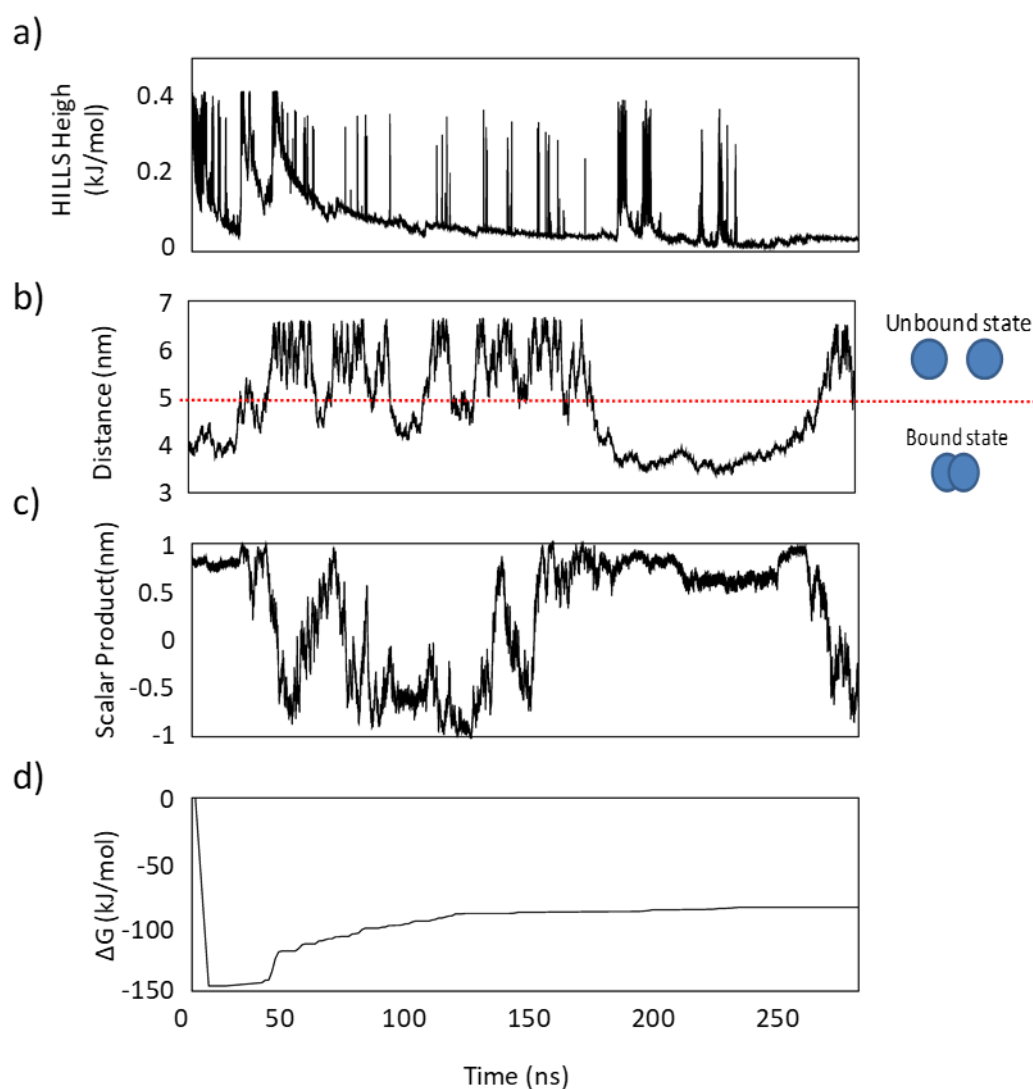 a)
HILLS Heigh
(kJ/mol)
0.4
0.2
0
b)
Distance (nm)
7
6
5
4
3
Unbound state
Bound state
c)
Scalar Product(nm)
1
0.5
0
-0.5
-1
d)
ΔG (kJ/mol)
0
-50
-100
-150
0 50 100 150 200 250
Time (ns)